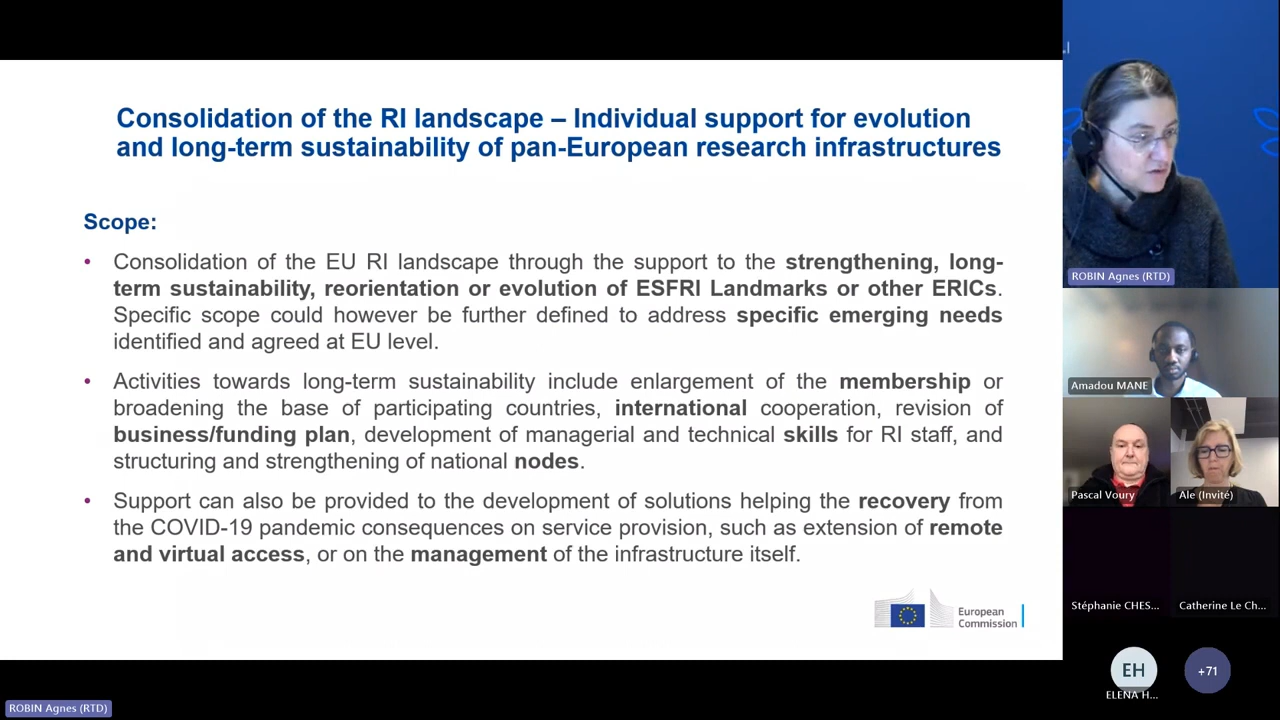 Consolidation of the RI landscape – Individual support for evolution
and long-term sustainability of pan-European research infrastructures
Scope:
• Consolidation of the EU RI landscape through the support to the strengthening, long-
term sustainability, reorientation or evolution of ESFRI Landmarks or other ERICs.
Specific scope could however be further defined to address specific emerging needs
identified and agreed at EU level.
• Activities towards long-term sustainability include enlargement of the membership or
broadening the base of participating countries, international cooperation, revision of
business/funding plan, development of managerial and technical skills for RI staff, and
structuring and strengthening of national nodes.
• Support can also be provided to the development of solutions helping the recovery from
the COVID-19 pandemic consequences on service provision, such as extension of remote
and virtual access, or on the management of the infrastructure itself.
European
Commission
ROBIN Agnes (RTD)
ROBIN Agnes (RTD)
Amadou MANE
Pascal Voury
Ale (Invité)
Stéphanie CHES...
Catherine Le Ch...
EH
+71
ELENA H...